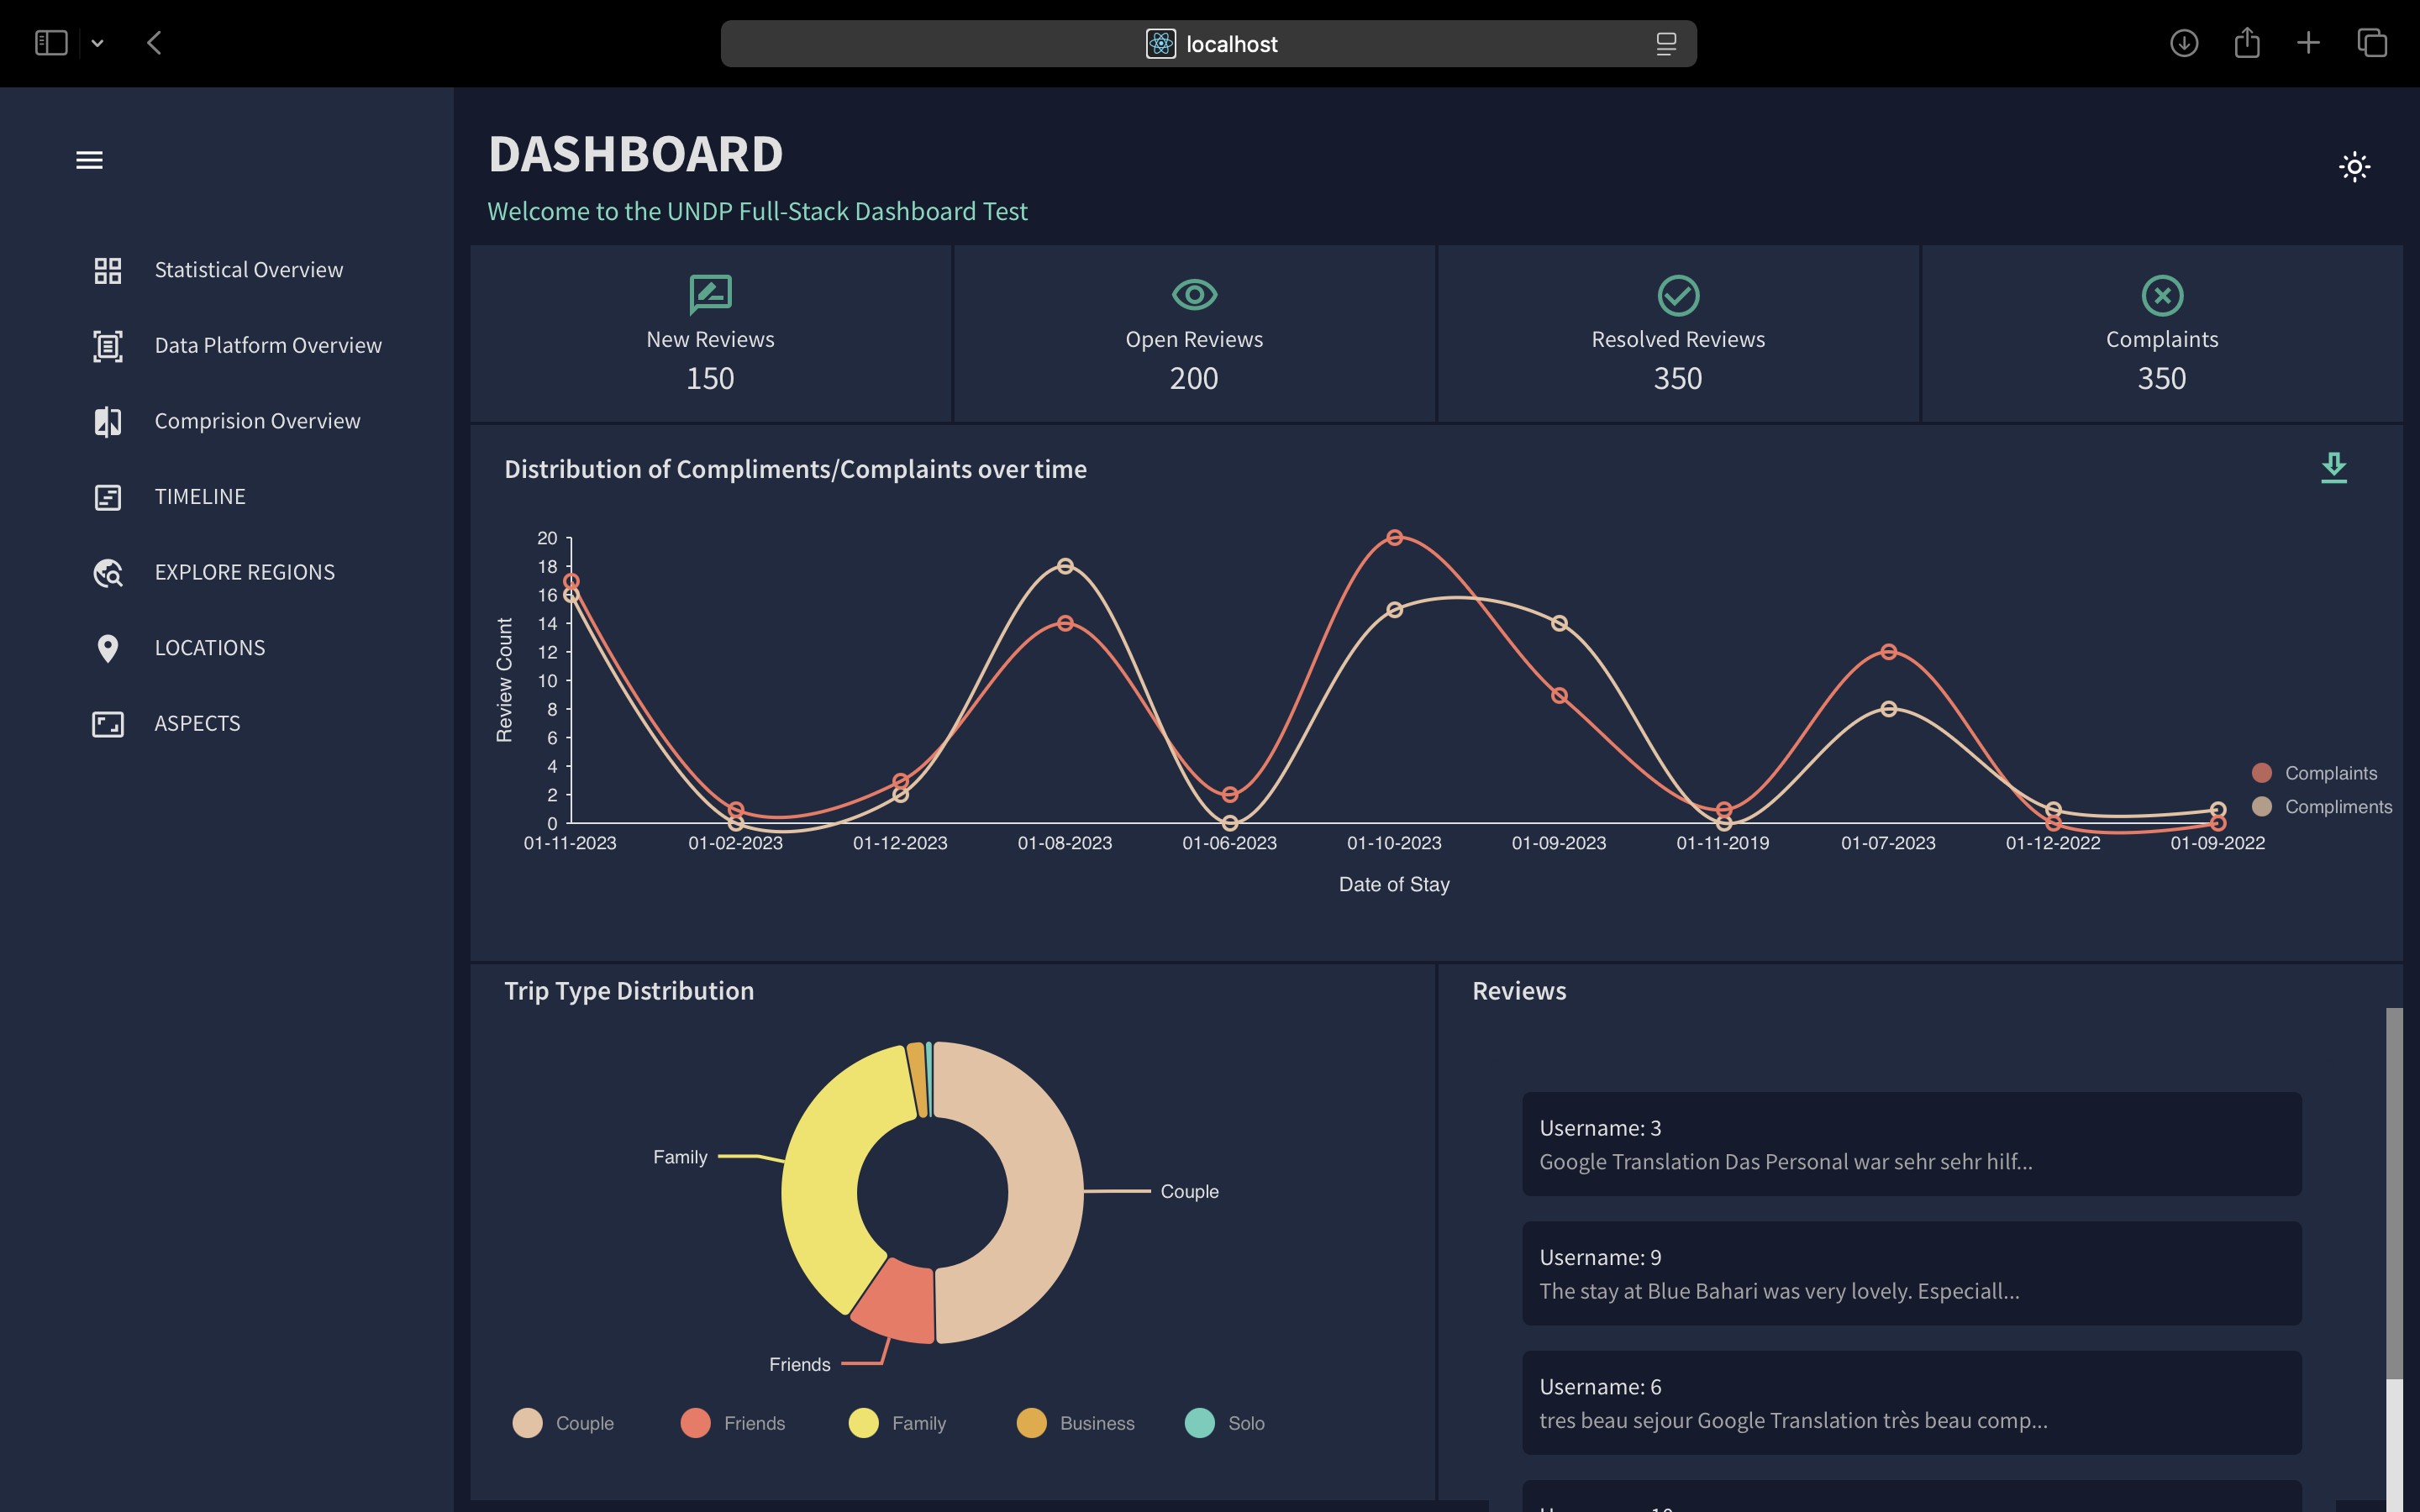 localhost
DASHBOARD
Welcome to the UNDP Full-Stack Dashboard Test
Statistical Overview
Data Platform Overview
Comprision Overview
TIMELINE
EXPLORE REGIONS
LOCATIONS
ASPECTS
New Reviews
150
Open Reviews
200
Resolved Reviews
350
Complaints
350
Distribution of Compliments/Complaints over time
20
18
16
14
12
10
8
6
4
2
0
Review Count
01-11-2023 01-02-2023 01-12-2023 01-08-2023 01-06-2023 01-10-2023 01-09-2023 01-11-2019 01-07-2023 01-12-2022 01-09-2022
Date of Stay
Complaints
Compliments
Trip Type Distribution
Family
Couple
Friends
Couple Friends Family Business Solo
Reviews
Username: 3
Google Translation Das Personal war sehr sehr hilf...
Username: 9
The stay at Blue Bahari was very lovely. Especiall...
Username: 6
tres beau sejour Google Translation très beau comp...